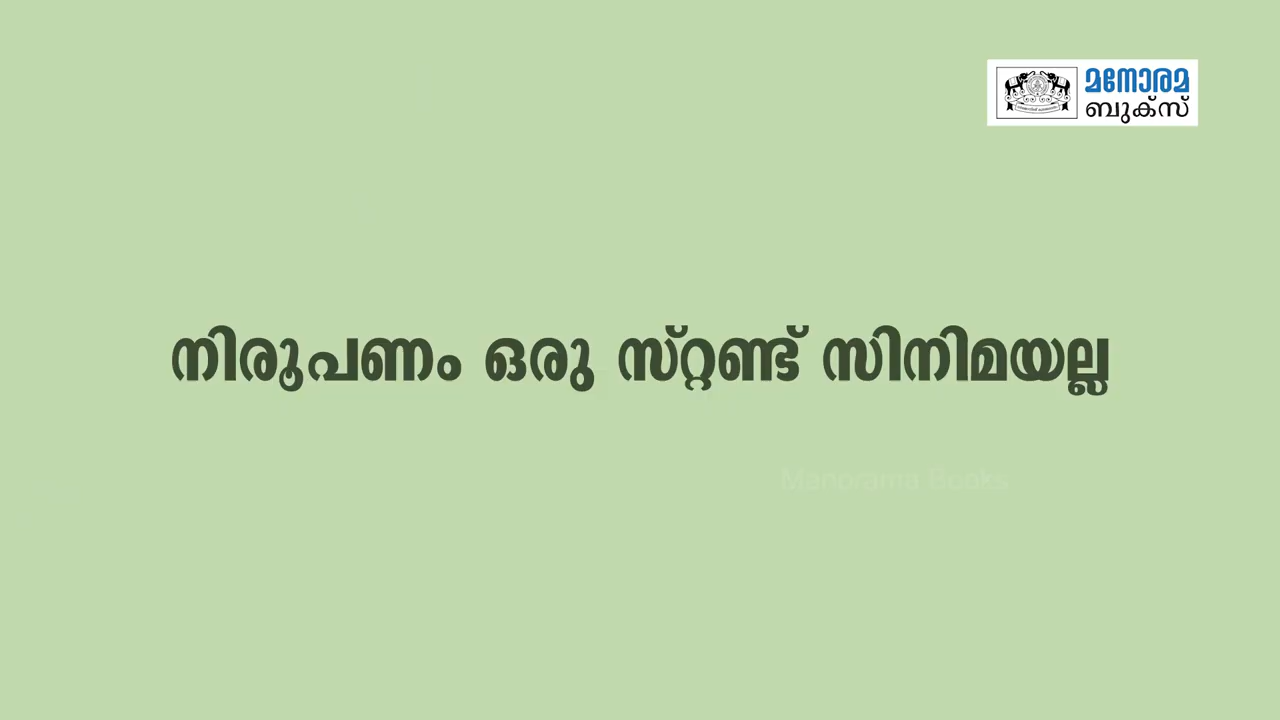 മനോരമ
ബുക്സ്
നിരൂപണം ഒരു സ്റ്റണ്ട് സിനിമയല്ല
Manorama Books